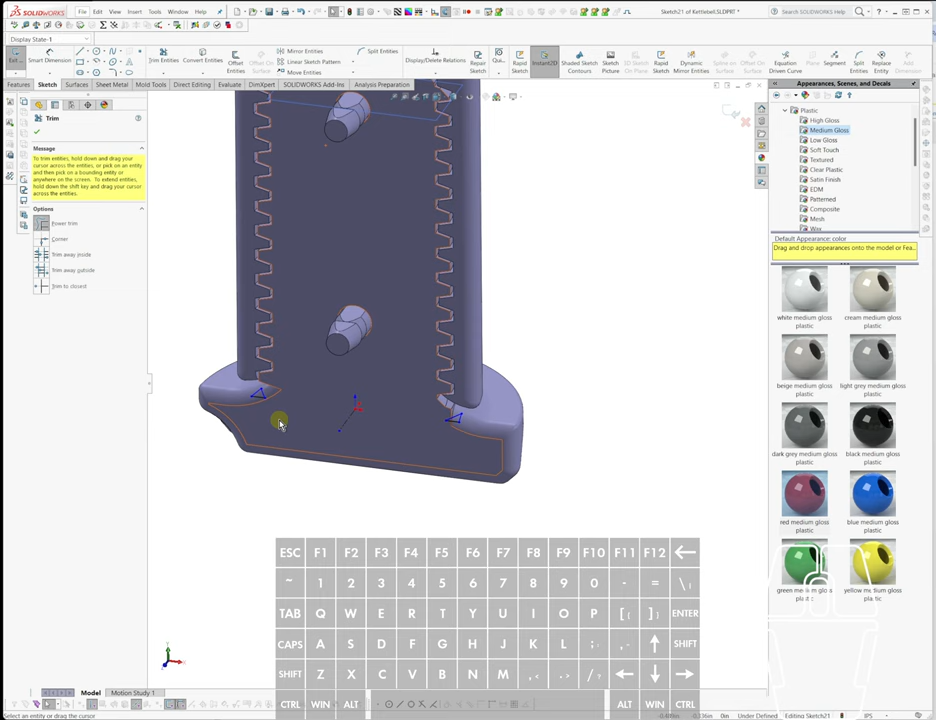 SOLIDWORKS File Edit View Insert Tools Window Help Sketch21 of Kettlebell.SLDPRT * Search SOLIDWORKS Help
Display State-1
Exit ... Smart Dimension Trim Entities Convert Entities Offset Entities Offset On Surface Mirror Entities Linear Sketch Pattern Move Entities Split Entities Display/Delete Relations Repair Sketch Qui... Rapid Sketch Instant2D Shaded Sketch Contours Sketch Picture Rapid Sketch Dynamic Mirror Entities Equation Driven Curve Segment Split Entities Replace Entity
Features Sketch Surfaces Sheet Metal Mold Tools Direct Editing Evaluate DimXpert SOLIDWORKS Add-Ins Analysis Preparation
Appearances, Scenes, and Decals
Trim
Message
To trim entities, hold down and drag your
cursor across the entities, or pick on an entity
and then pick on a bounding entity or
anywhere on the screen. To extend entities,
hold down the shift key and drag your cursor
across the entities.
Options
Power trim
Corner
Trim away inside
Trim away outside
Trim to closest
Plastic
High Gloss
Medium Gloss
Low Gloss
Soft Touch
Textured
Clear Plastic
Satin Finish
EDM
Patterned
Composite
Mesh
Wax
Default Appearance: color
Drag and drop appearances onto the model or Fea...
white medium gloss plastic
cream medium gloss plastic
beige medium gloss plastic
light grey medium gloss plastic
dark grey medium gloss plastic
black medium gloss plastic
red medium gloss plastic
blue medium gloss plastic
green medium gloss plastic
yellow medium gloss plastic
ESC F1 F2 F3 F4 F5 F6 F7 F8 F9 F10 F11 F12 ←
~ 1 2 3 4 5 6 7 8 9 0 - = \|
TAB Q W E R T Y U I O P [{ ]} ENTER
CAPS A S D F G H J K L ; , ↑ SHIFT
SHIFT Z X C V B N M ,< .> /? ← ↓ →
CTRL WIN ALT ALT WIN CTRL
Model Motion Study 1
Select an entity or drag the cursor Under Defined Editing Sketch21 IPS